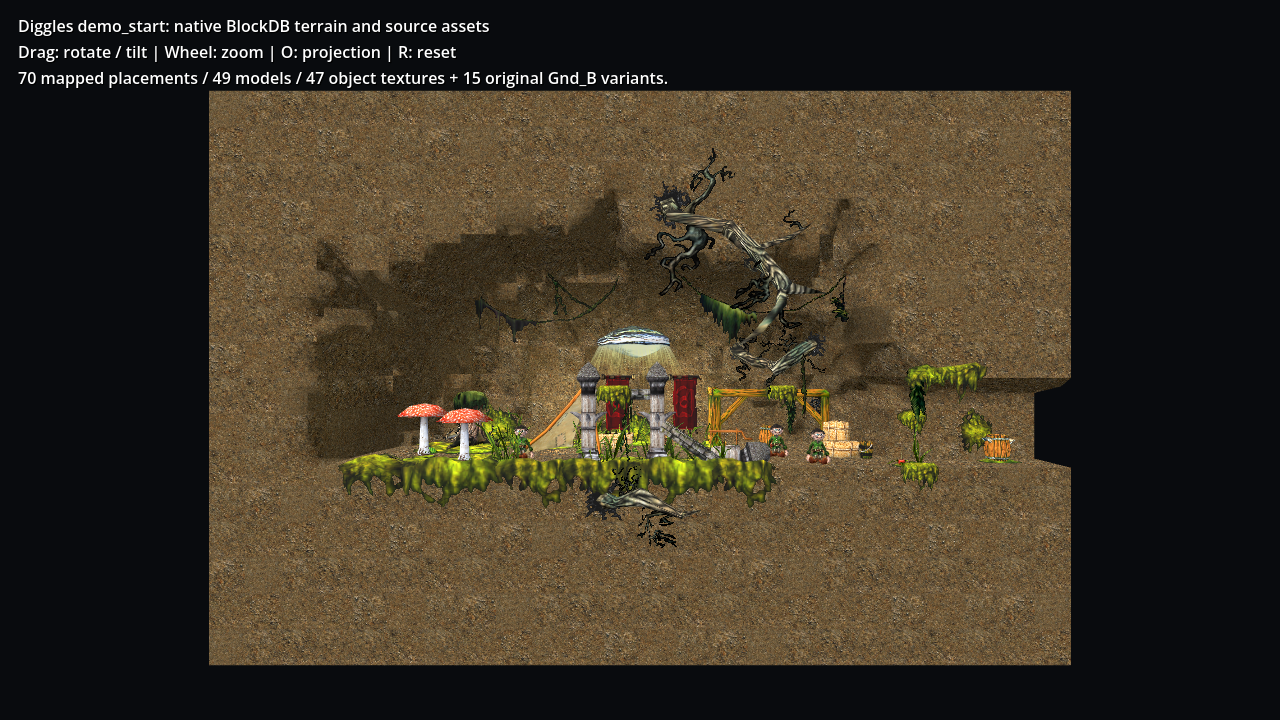 Diggles demo_start: native BlockDB terrain and source assets
Drag: rotate / tilt | Wheel: zoom | O: projection | R: reset
70 mapped placements / 49 models / 47 object textures + 15 original Gnd_B variants.